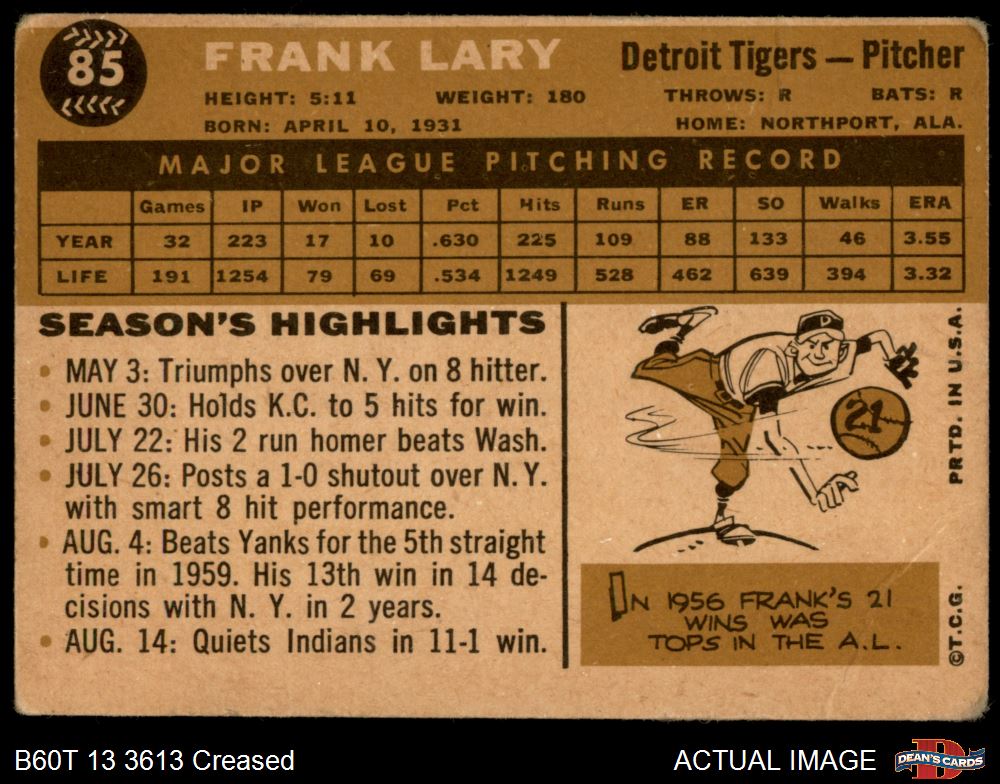 85
FRANK LARY
Detroit Tigers — Pitcher
HEIGHT: 5:11 WEIGHT: 180 THROWS: R BATS: R
BORN: APRIL 10, 1931 HOME: NORTHPORT, ALA.
MAJOR LEAGUE PITCHING RECORD
Games IP Won Lost Pct Hits Runs ER SO Walks ERA
YEAR 32 223 17 10 .630 225 109 88 133 46 3.55
LIFE 191 1254 79 69 .534 1249 528 462 639 394 3.32
SEASON'S HIGHLIGHTS
• MAY 3: Triumphs over N. Y. on 8 hitter.
• JUNE 30: Holds K.C. to 5 hits for win.
• JULY 22: His 2 run homer beats Wash.
• JULY 26: Posts a 1-0 shutout over N. Y.
with smart 8 hit performance.
• AUG. 4: Beats Yanks for the 5th straight
time in 1959. His 13th win in 14 de-
cisions with N. Y. in 2 years.
• AUG. 14: Quiets Indians in 11-1 win.
D
21
IN 1956 FRANK'S 21
WINS WAS
TOPS IN THE A.L.
©T.C.G. PRTD. IN U.S.A.
B60T 13 3613 Creased
ACTUAL IMAGE
D
DEAN'S CARDS